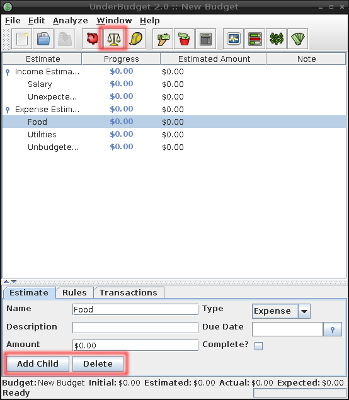 UnderBudget 2.0 :: New Budget
File Edit Analyze Window Help
Estimate Progress Estimated Amount Note
Income Estima... $0.00 $0.00
Salary $0.00 $0.00
Unexpecte... $0.00 $0.00
Expense Estim... $0.00 $0.00
Food $0.00 $0.00
Utilities $0.00 $0.00
Unbudgete... $0.00 $0.00
Estimate Rules Transactions
Name Food Type Expense
Description Due Date
Amount $0.00 Complete?
Add Child Delete
Budget: New Budget Initial: $0.00 Estimated: $0.00 Actual: $0.00 Expected: $0.00
Ready